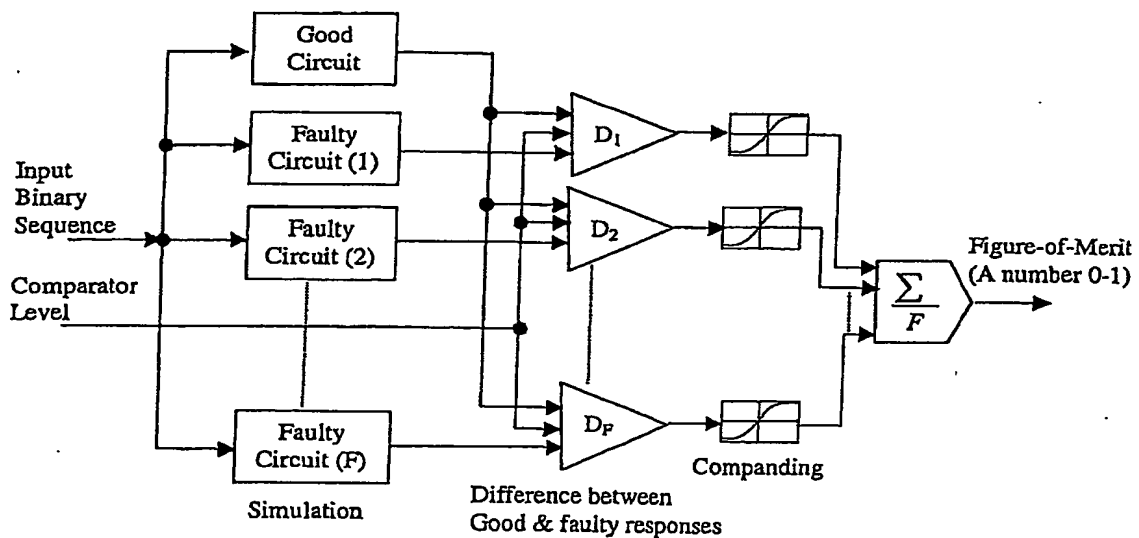 Good
Circuit
Faulty
Circuit (1)
Input
Binary
Sequence
Faulty
Circuit (2)
Comparator
Level
Faulty
Circuit (F)
Simulation
D1
D2
DF
Difference between
Good & faulty responses
Companding
Σ
F
Figure-of-Merit
(A number 0-1)